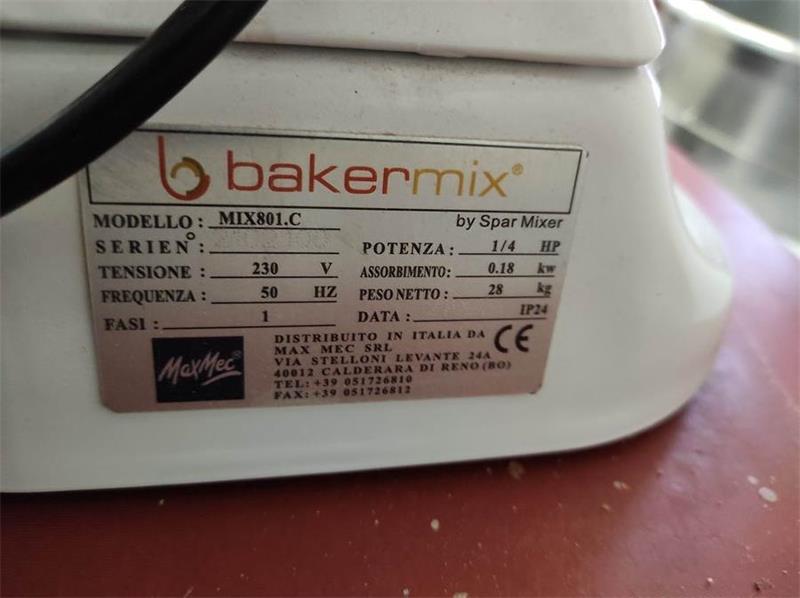 bakermix®
by Spar Mixer
MODELLO: MIX801.C
SERIEN°:
TENSIONE: 230 V
FREQUENZA: 50 HZ
FASI: 1
POTENZA: 1/4 HP
ASSORBIMENTO: 0.18 kw
PESO NETTO: 28 kg
DATA: IP24
MaxMec®
DISTRIBUITO IN ITALIA DA
MAX MEC SRL
VIA STELLONI LEVANTE 24A
40012 CALDERARA DI RENO (BO)
TEL: +39 051726810
FAX: +39 051726812
CE